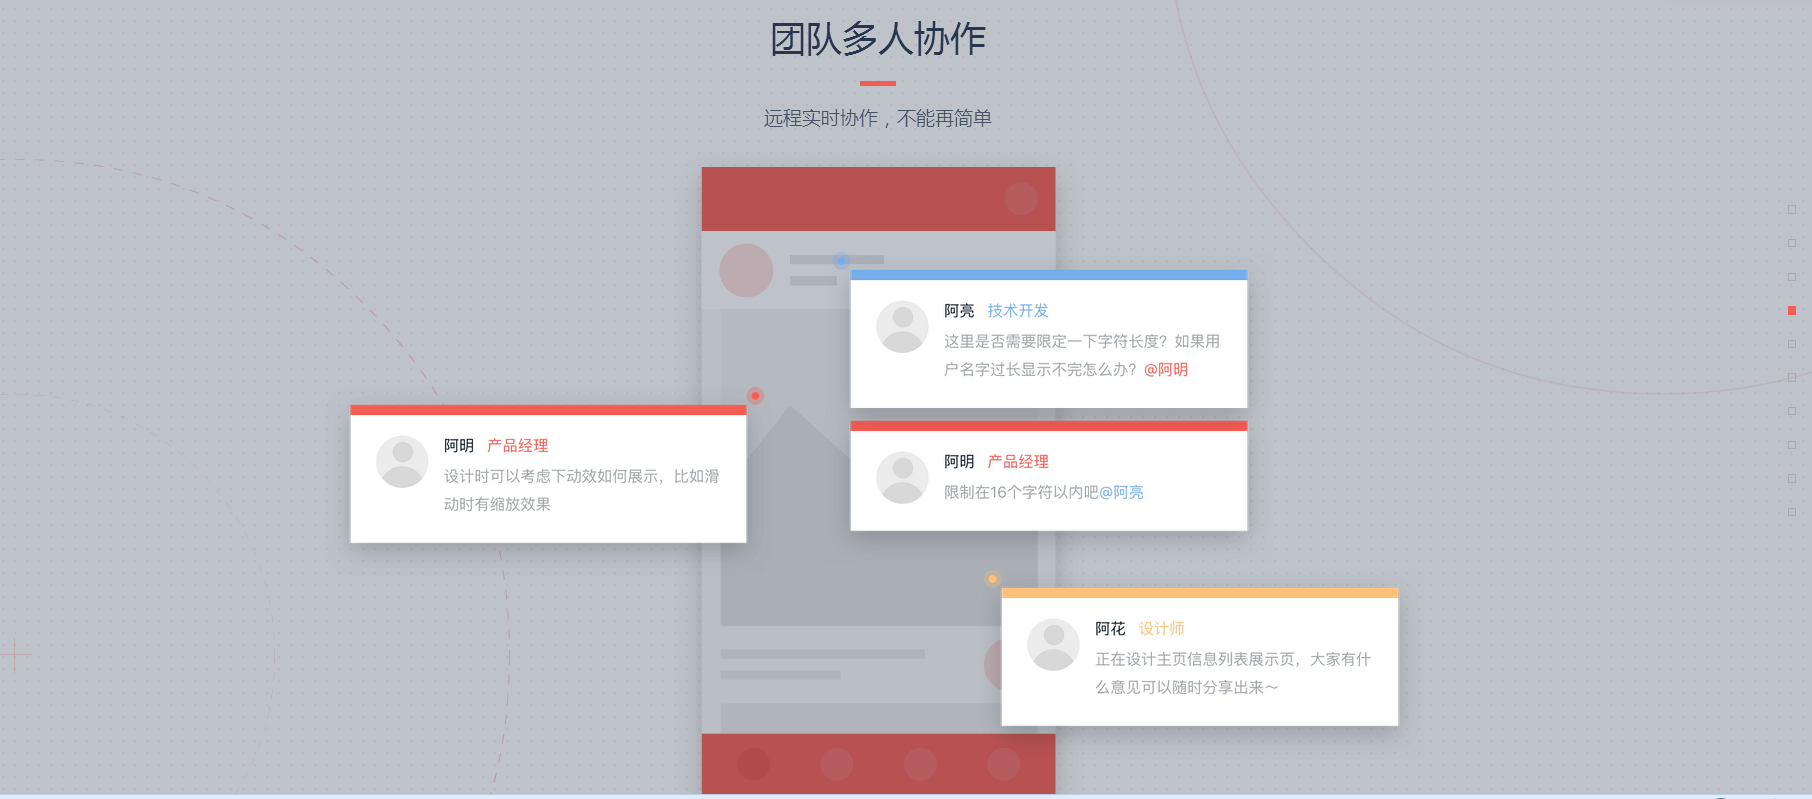 团队多人协作
远程实时协作，不能再简单
阿亮 技术开发
这里是否需要限定一下字符长度？如果用
户名字过长显示不完怎么办？@阿明
阿明 产品经理
限制在16个字符以内吧@阿亮
阿明 产品经理
设计时可以考虑下动效如何展示，比如滑
动时有缩放效果
阿花 设计师
正在设计主页信息列表展示页，大家有什
么意见可以随时分享出来～